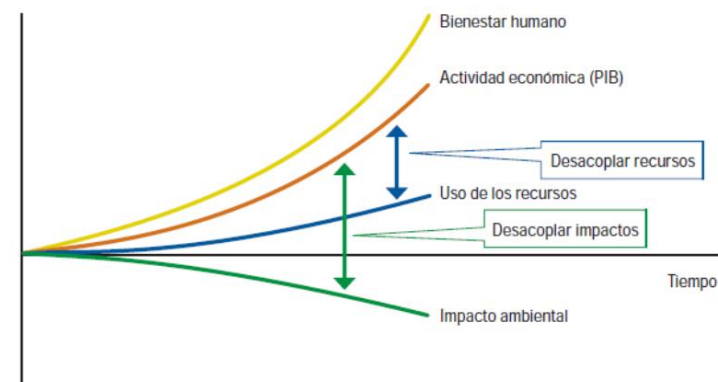 Bienestar humano
Actividad económica (PIB)
Desacoplar recursos
Uso de los recursos
Desacoplar impactos
Tiempo
Impacto ambiental